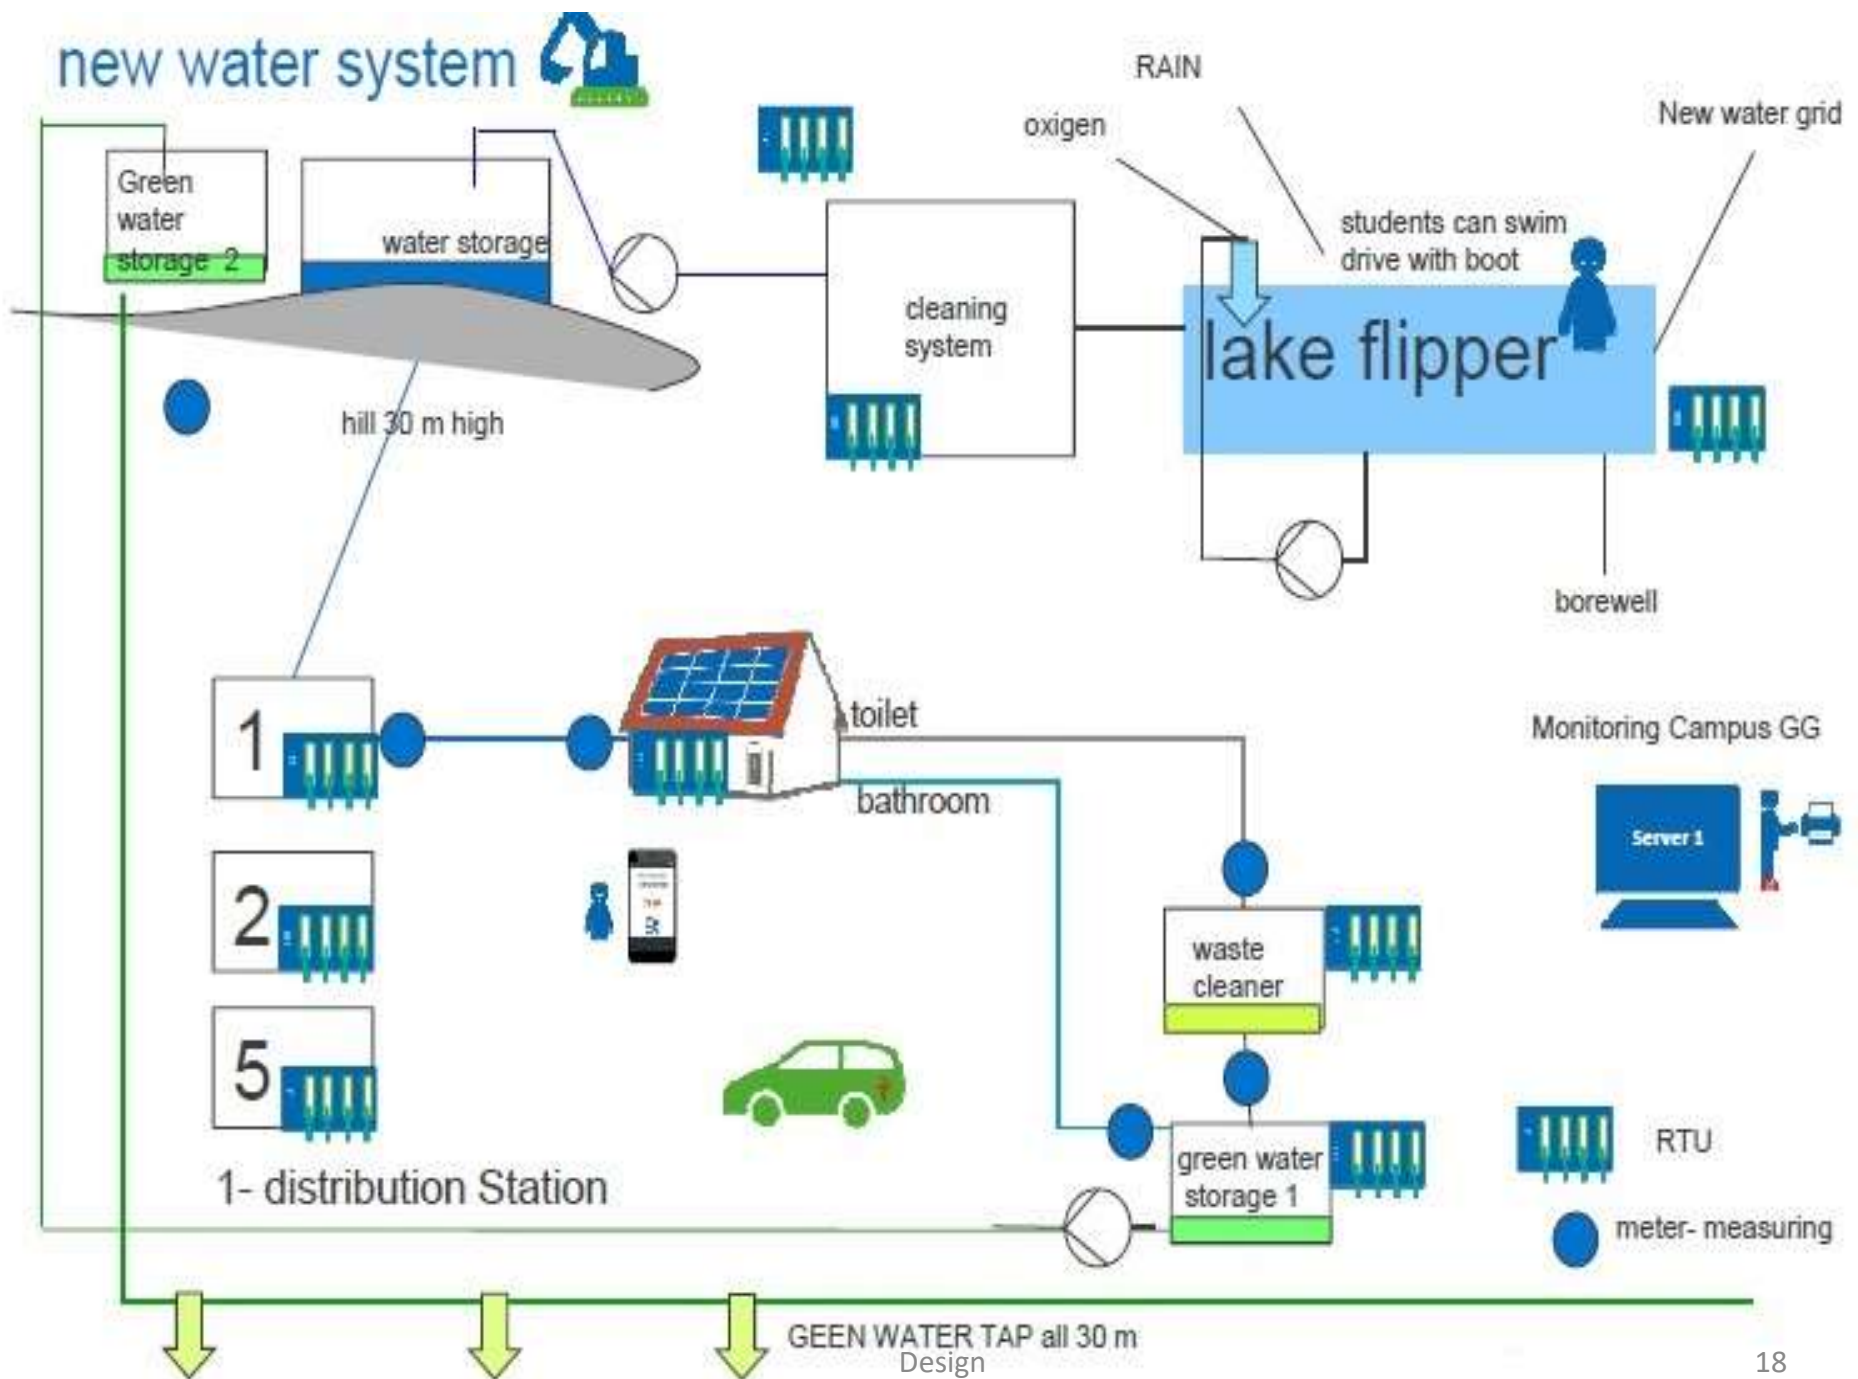 new water system
RAIN
oxigen
New water grid
Green
water
storage 2
water storage
students can swim
drive with boot
cleaning
system
lake flipper
hill 30 m high
borewell
1
toilet
bathroom
Monitoring Campus GG
Server 1
2
waste
cleaner
5
green water
storage 1
RTU
1- distribution Station
meter- measuring
GEEN WATER TAP all 30 m
Design
18